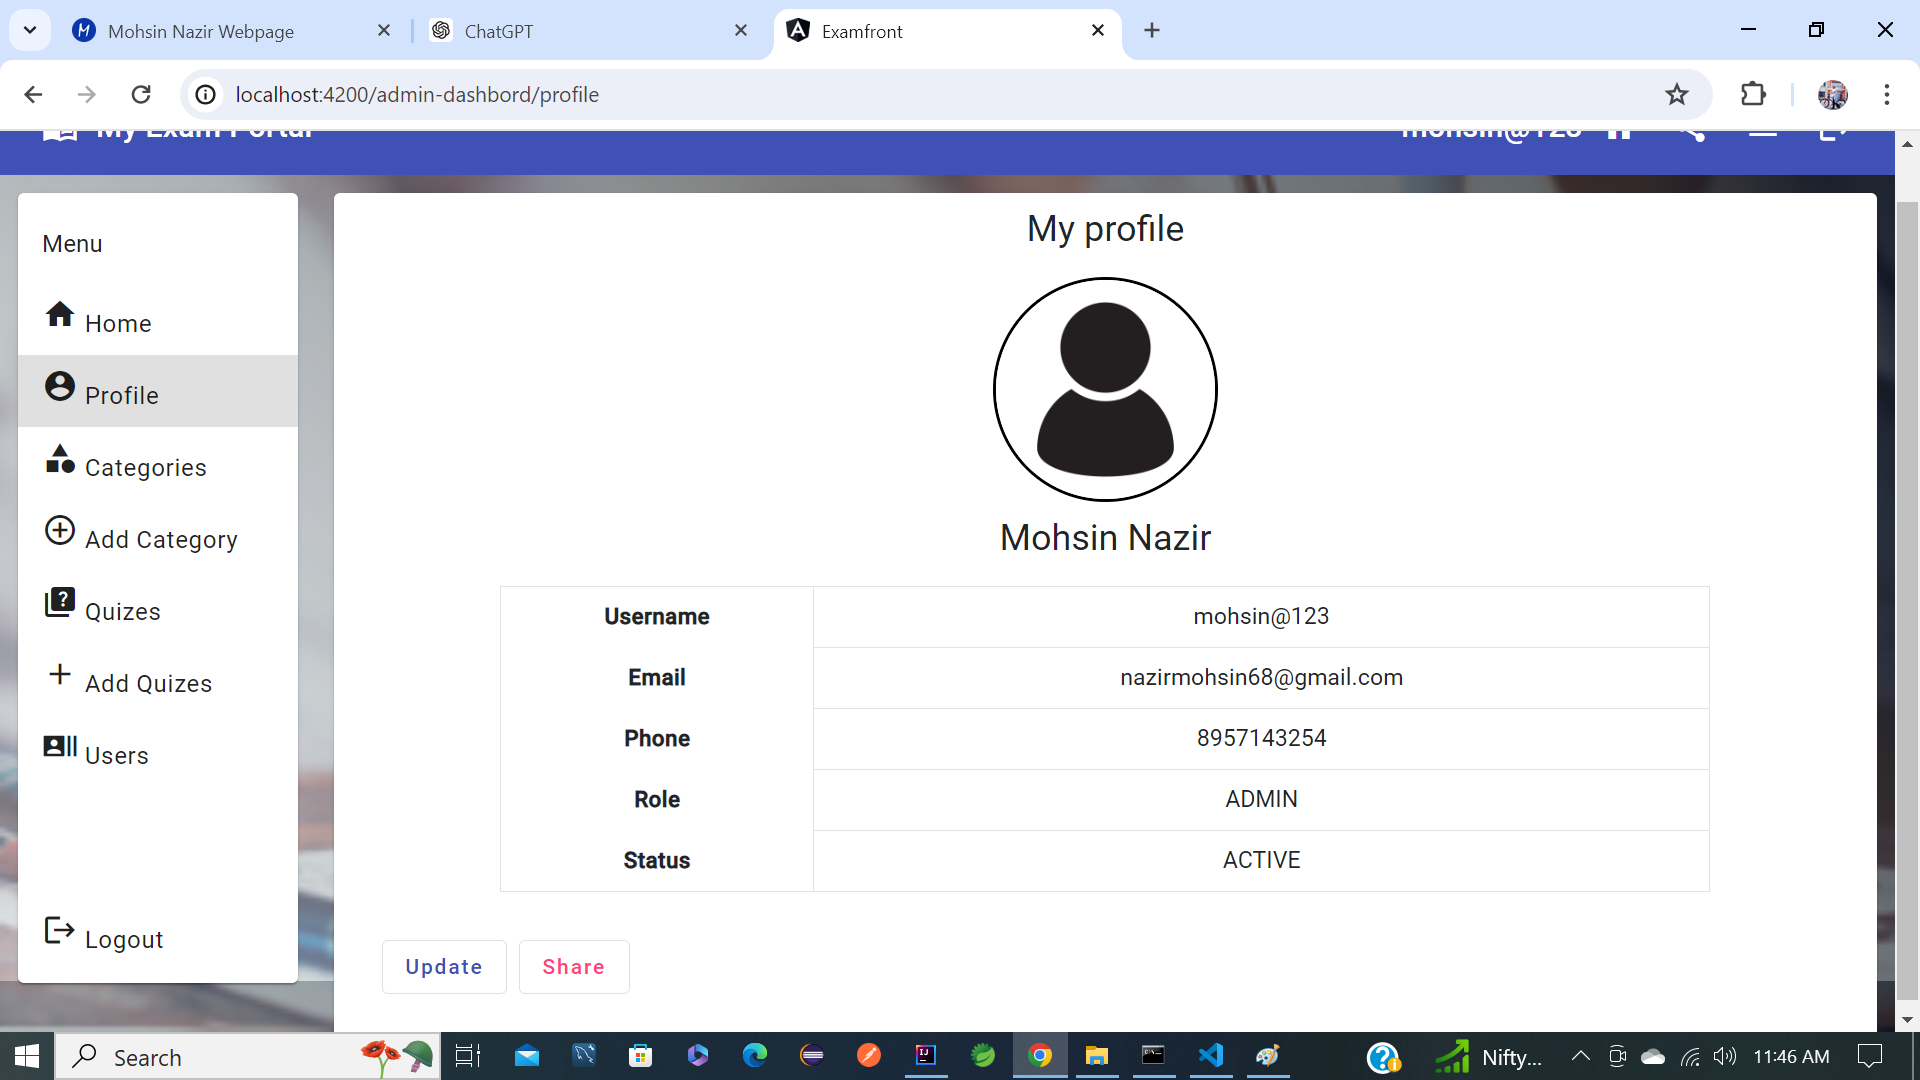 Mohsin Nazir Webpage
ChatGPT
Examfront
localhost:4200/admin-dashbord/profile
My Exam Portal
mohsin@123
Menu
Home
Profile
Categories
Add Category
Quizes
Add Quizes
Users
Logout
My profile
Mohsin Nazir
Username mohsin@123
Email nazirmohsin68@gmail.com
Phone 8957143254
Role ADMIN
Status ACTIVE
Update
Share
Search
Nifty...
11:46 AM